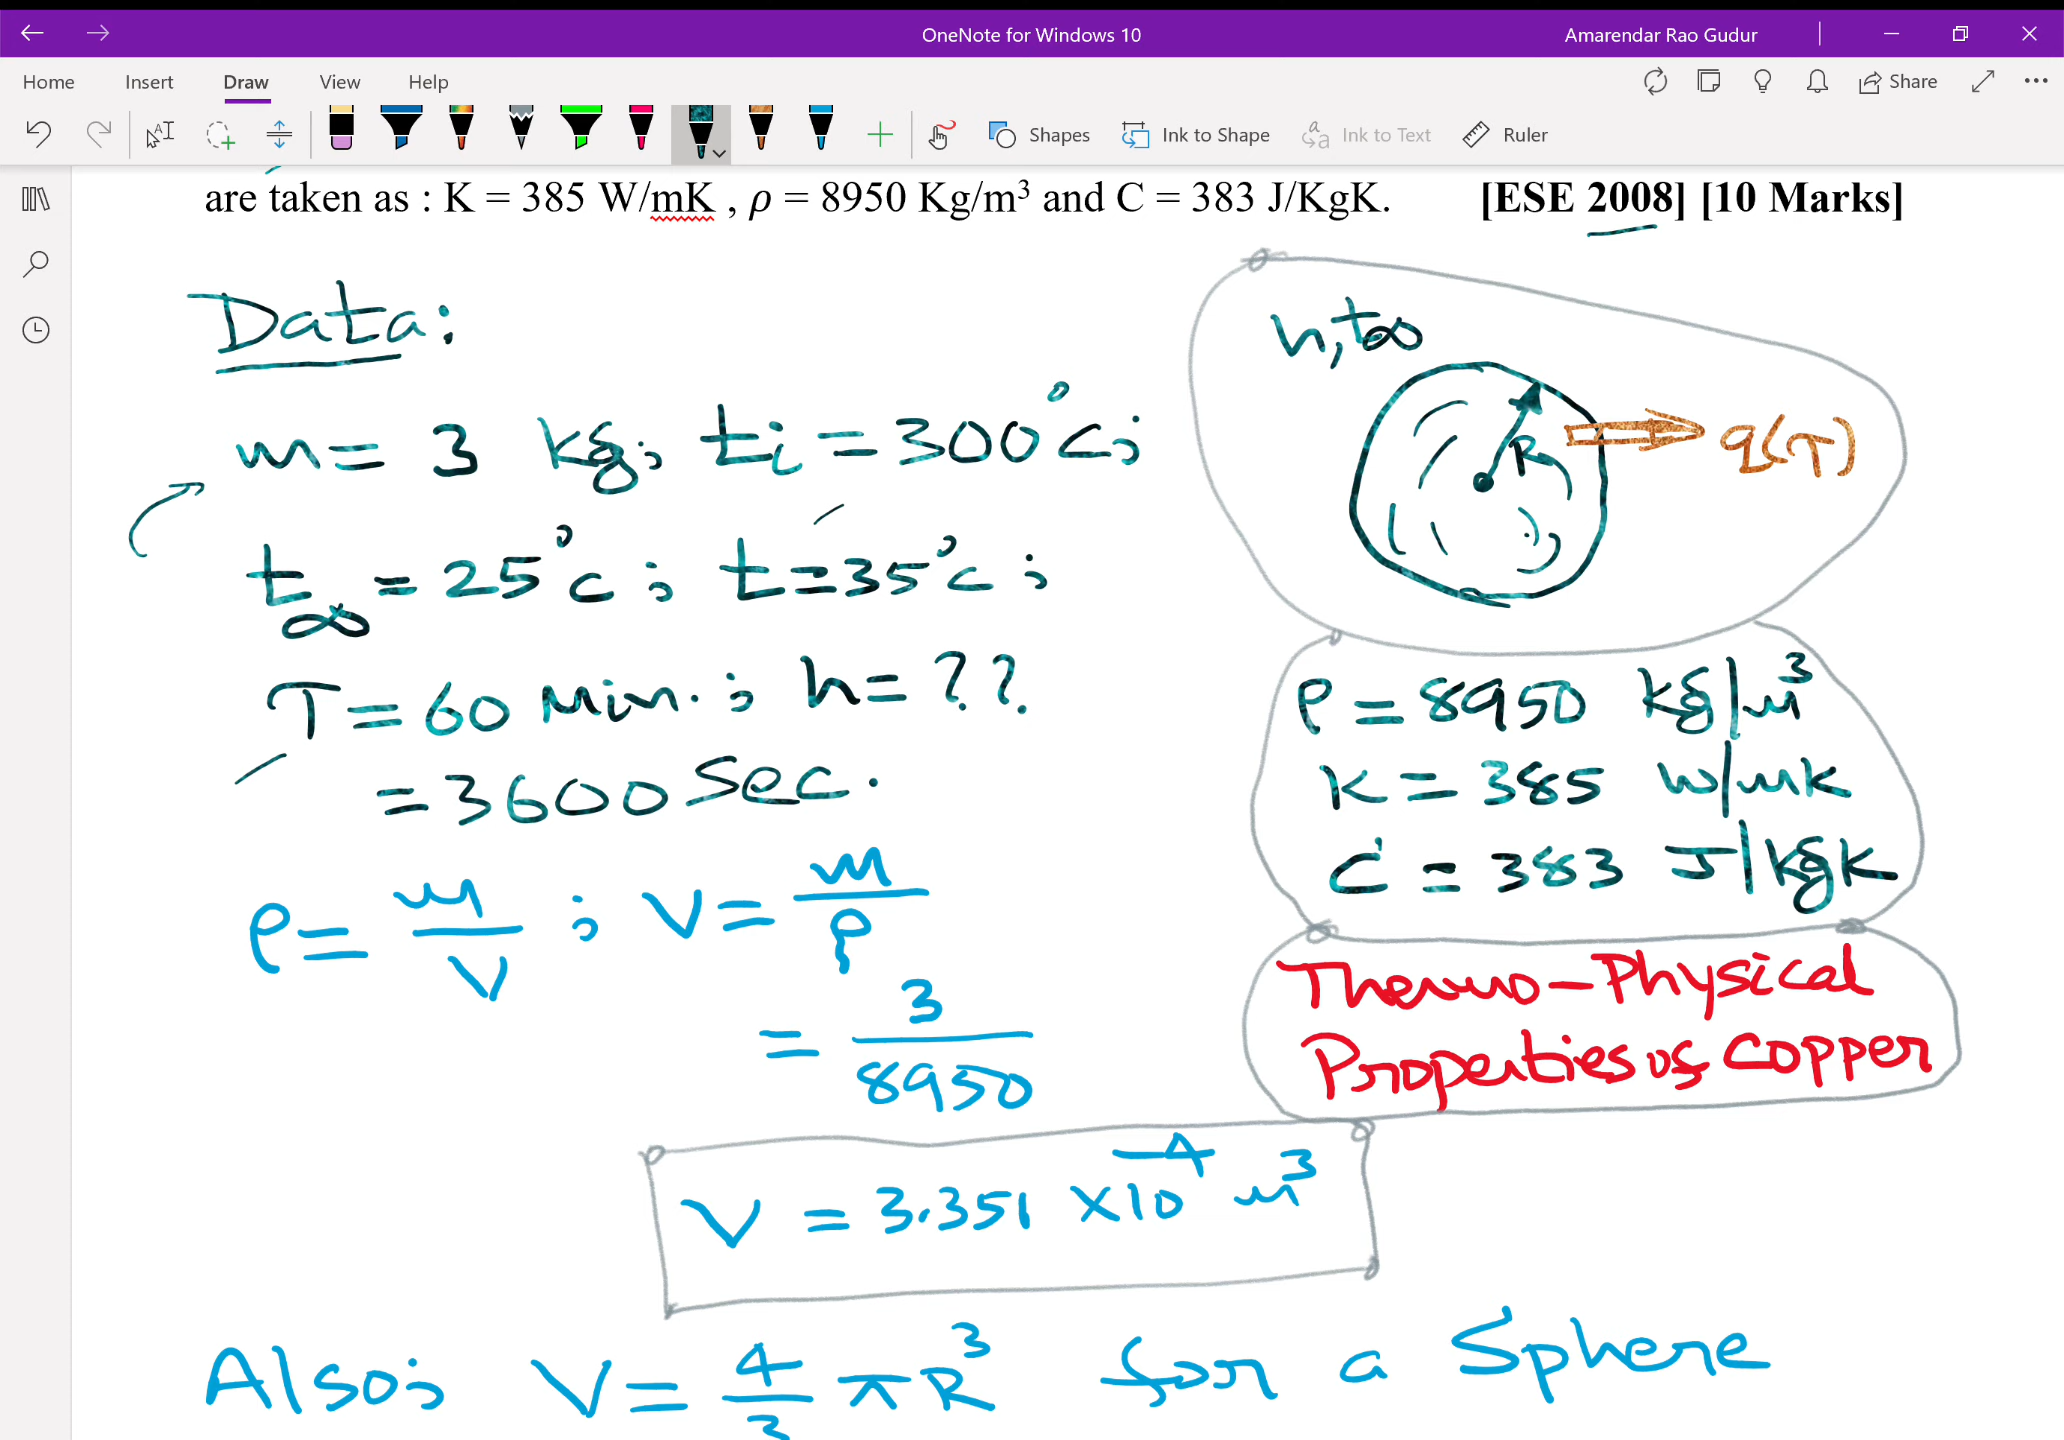 OneNote for Windows 10 Amarendar Rao Gudur
Home Insert Draw View Help Share
Shapes Ink to Shape Ink to Text Ruler
are taken as : K = 385 W/mK , ρ = 8950 Kg/m³ and C = 383 J/KgK. [ESE 2008] [10 Marks]
Data:
h, t∞
R
q(T)
m = 3 kg; ti = 300°C;
t∞ = 25°C; t = 35°C;
T = 60 Min.; h = ??
= 3600 Sec.
ρ = 8950 kg/m³
K = 385 W/mK
C = 383 J/kgK
Thermo-Physical
Properties of Copper
ρ = m/V ; V = m/ρ
= 3/8950
V = 3.351 ×10⁻⁴ m³
Also; V = 4/3 πR³ for a Sphere